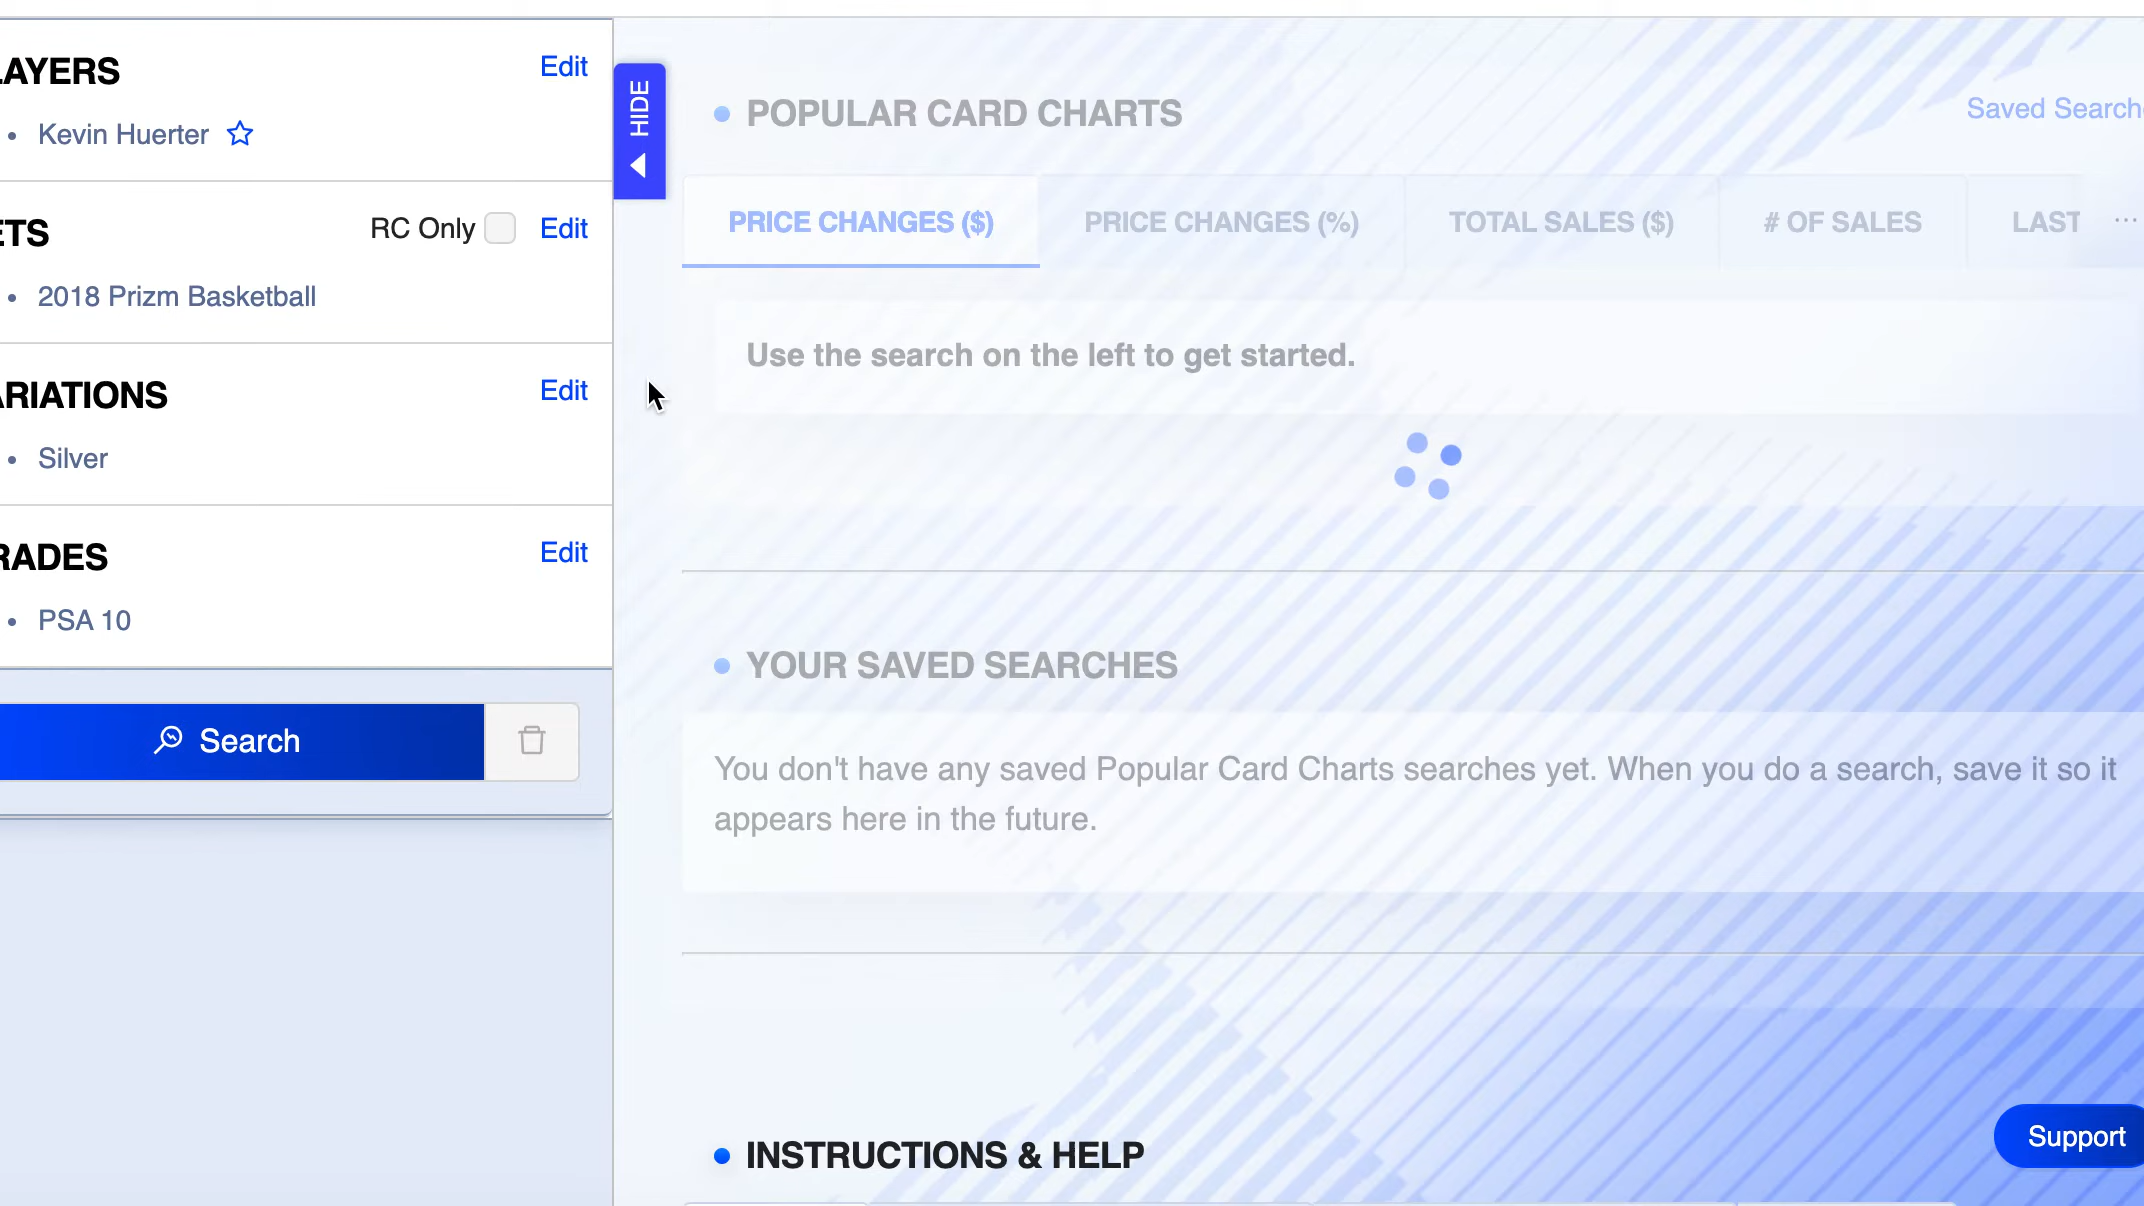 LAYERS
Edit
Kevin Huerter
ETS
RC Only
Edit
2018 Prizm Basketball
ARIATIONS
Edit
Silver
RADES
Edit
PSA 10
Search
HIDE
POPULAR CARD CHARTS
Saved Searche
PRICE CHANGES ($)
PRICE CHANGES (%)
TOTAL SALES ($)
# OF SALES
LAST
...
Use the search on the left to get started.
YOUR SAVED SEARCHES
You don't have any saved Popular Card Charts searches yet. When you do a search, save it so it
appears here in the future.
INSTRUCTIONS & HELP
Support